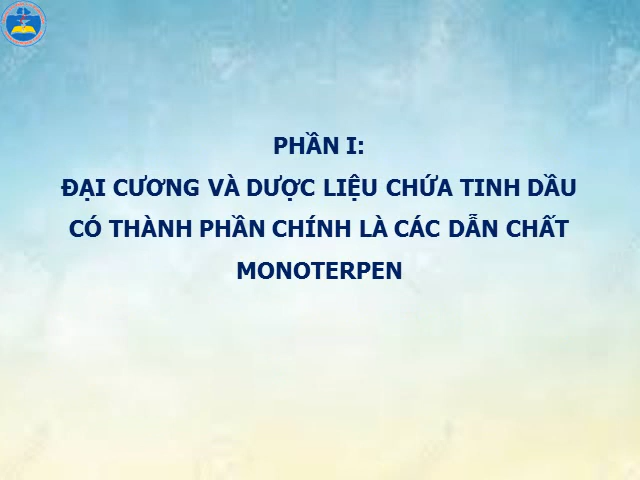 PHẦN I:
ĐẠI CƯƠNG VÀ DƯỢC LIỆU CHỨA TINH DẦU
CÓ THÀNH PHẦN CHÍNH LÀ CÁC DẪN CHẤT
MONOTERPEN